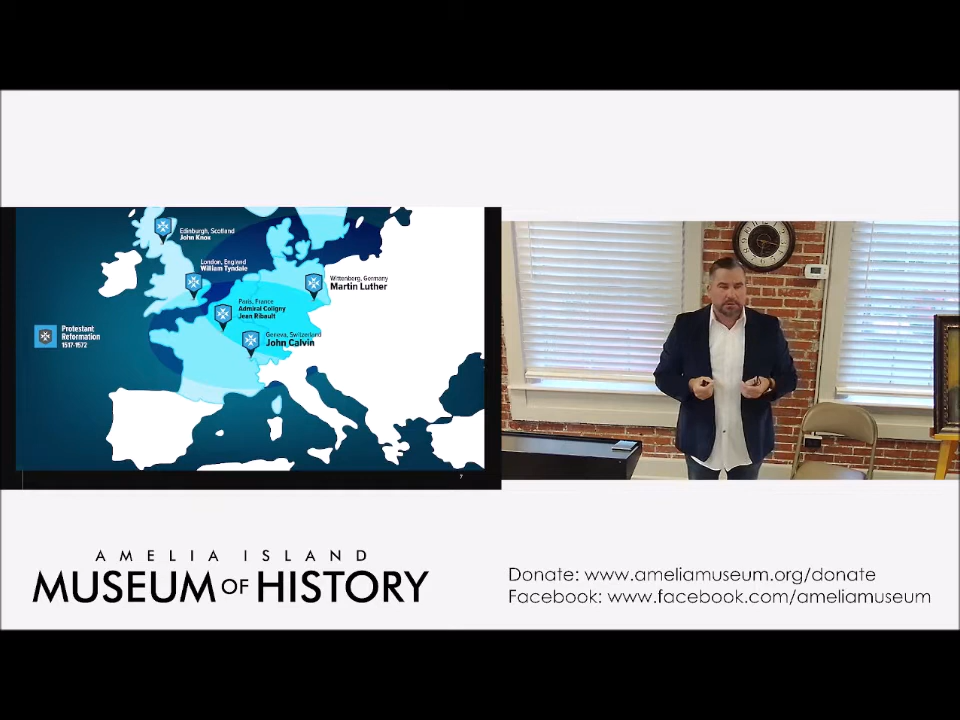 Edinburgh, Scotland
John Knox
London, England
William Tyndale
Wittenberg, Germany
Martin Luther
Paris, France
Admiral Coligny
Jean Ribault
Geneva, Switzerland
John Calvin
Protestant
Reformation
1517-1572
7
AMELIA ISLAND
MUSEUM OF HISTORY
Donate: www.ameliamuseum.org/donate
Facebook: www.facebook.com/ameliamuseum